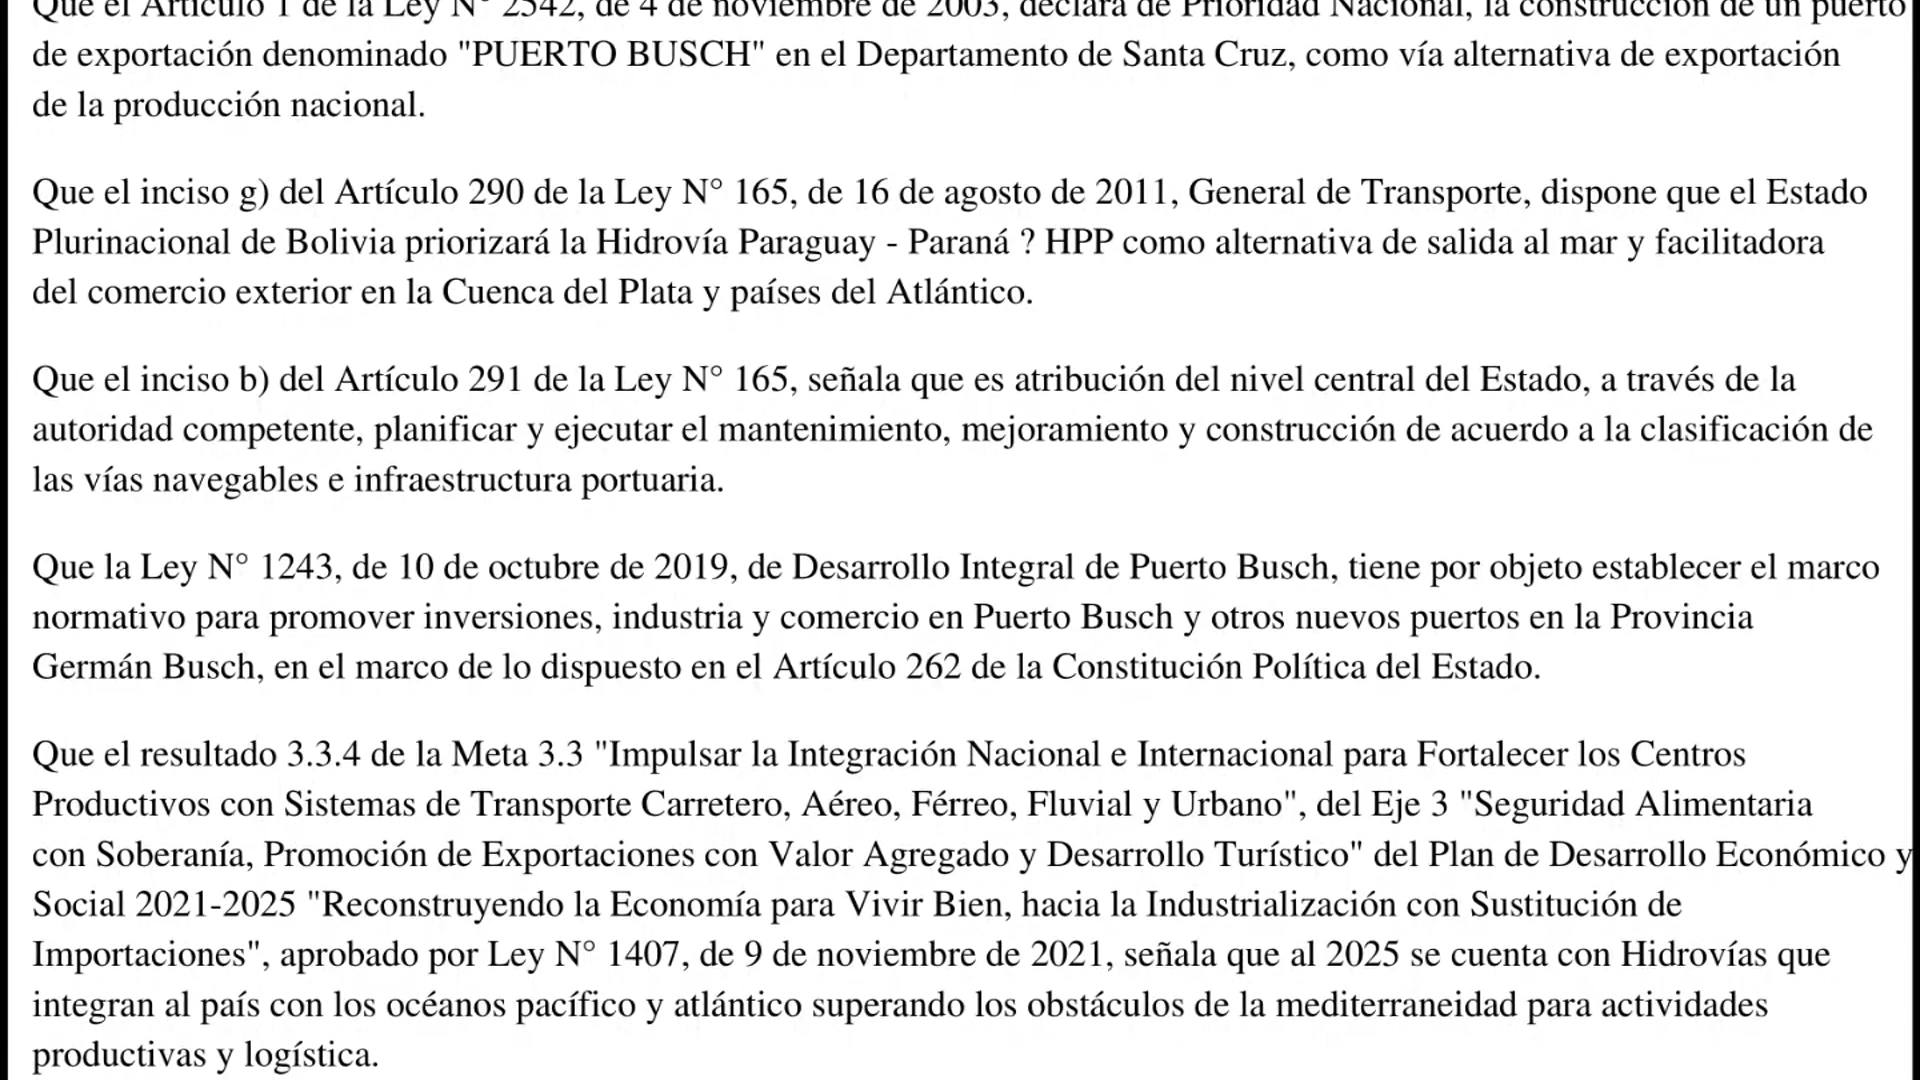 Que el Artículo 1 de la Ley N° 2542, de 4 de noviembre de 2003, declara de Prioridad Nacional, la construcción de un puerto
de exportación denominado "PUERTO BUSCH" en el Departamento de Santa Cruz, como vía alternativa de exportación
de la producción nacional.
Que el inciso g) del Artículo 290 de la Ley N° 165, de 16 de agosto de 2011, General de Transporte, dispone que el Estado
Plurinacional de Bolivia priorizará la Hidrovía Paraguay - Paraná ? HPP como alternativa de salida al mar y facilitadora
del comercio exterior en la Cuenca del Plata y países del Atlántico.
Que el inciso b) del Artículo 291 de la Ley N° 165, señala que es atribución del nivel central del Estado, a través de la
autoridad competente, planificar y ejecutar el mantenimiento, mejoramiento y construcción de acuerdo a la clasificación de
las vías navegables e infraestructura portuaria.
Que la Ley N° 1243, de 10 de octubre de 2019, de Desarrollo Integral de Puerto Busch, tiene por objeto establecer el marco
normativo para promover inversiones, industria y comercio en Puerto Busch y otros nuevos puertos en la Provincia
Germán Busch, en el marco de lo dispuesto en el Artículo 262 de la Constitución Política del Estado.
Que el resultado 3.3.4 de la Meta 3.3 "Impulsar la Integración Nacional e Internacional para Fortalecer los Centros
Productivos con Sistemas de Transporte Carretero, Aéreo, Férreo, Fluvial y Urbano", del Eje 3 "Seguridad Alimentaria
con Soberanía, Promoción de Exportaciones con Valor Agregado y Desarrollo Turístico" del Plan de Desarrollo Económico y
Social 2021-2025 "Reconstruyendo la Economía para Vivir Bien, hacia la Industrialización con Sustitución de
Importaciones", aprobado por Ley N° 1407, de 9 de noviembre de 2021, señala que al 2025 se cuenta con Hidrovías que
integran al país con los océanos pacífico y atlántico superando los obstáculos de la mediterraneidad para actividades
productivas y logística.